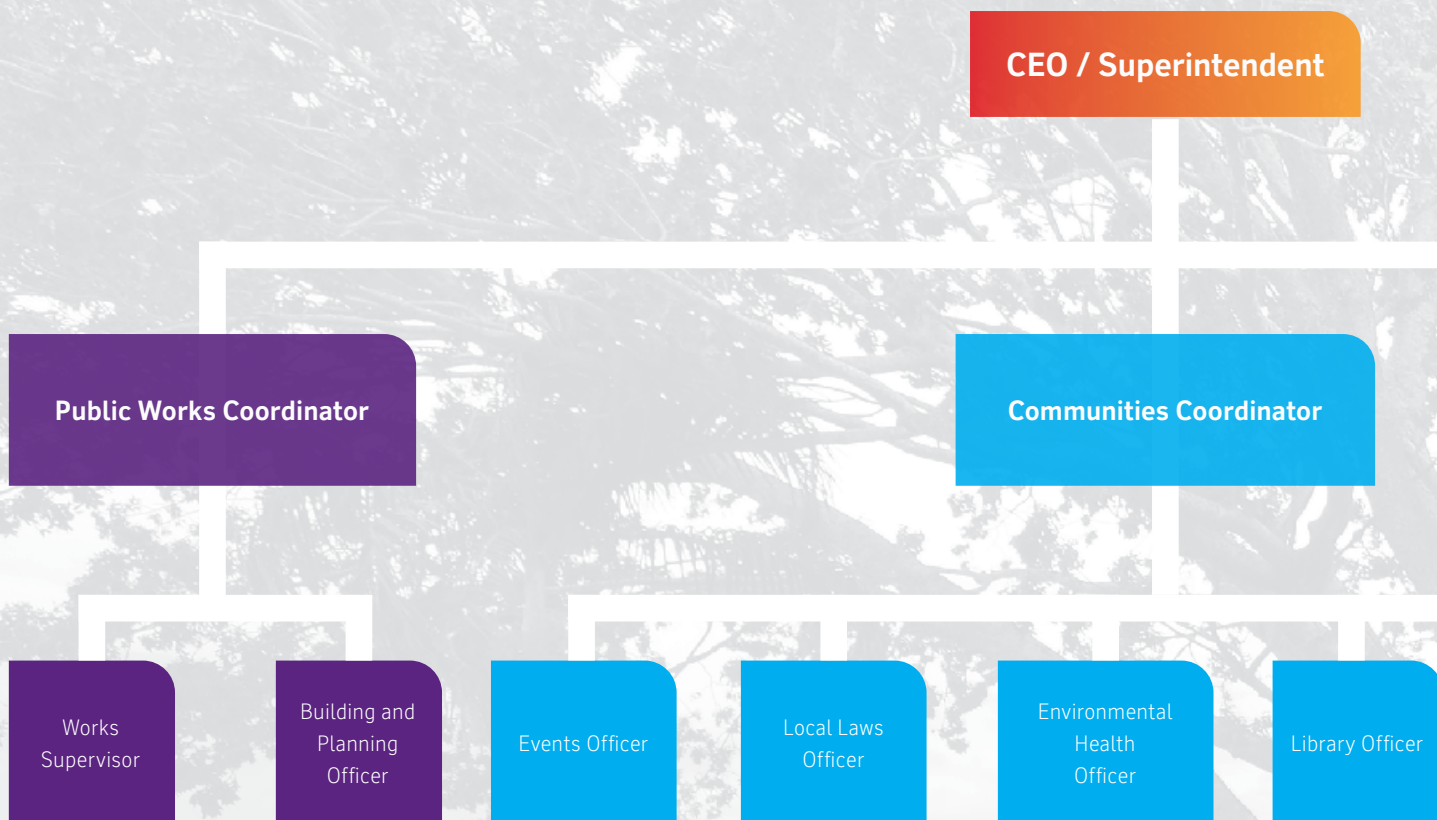 CEO / Superintendent
Public Works Coordinator
Communities Coordinator
Works
Supervisor
Building and
Planning
Officer
Events Officer
Local Laws
Officer
Environmental
Health
Officer
Library Officer